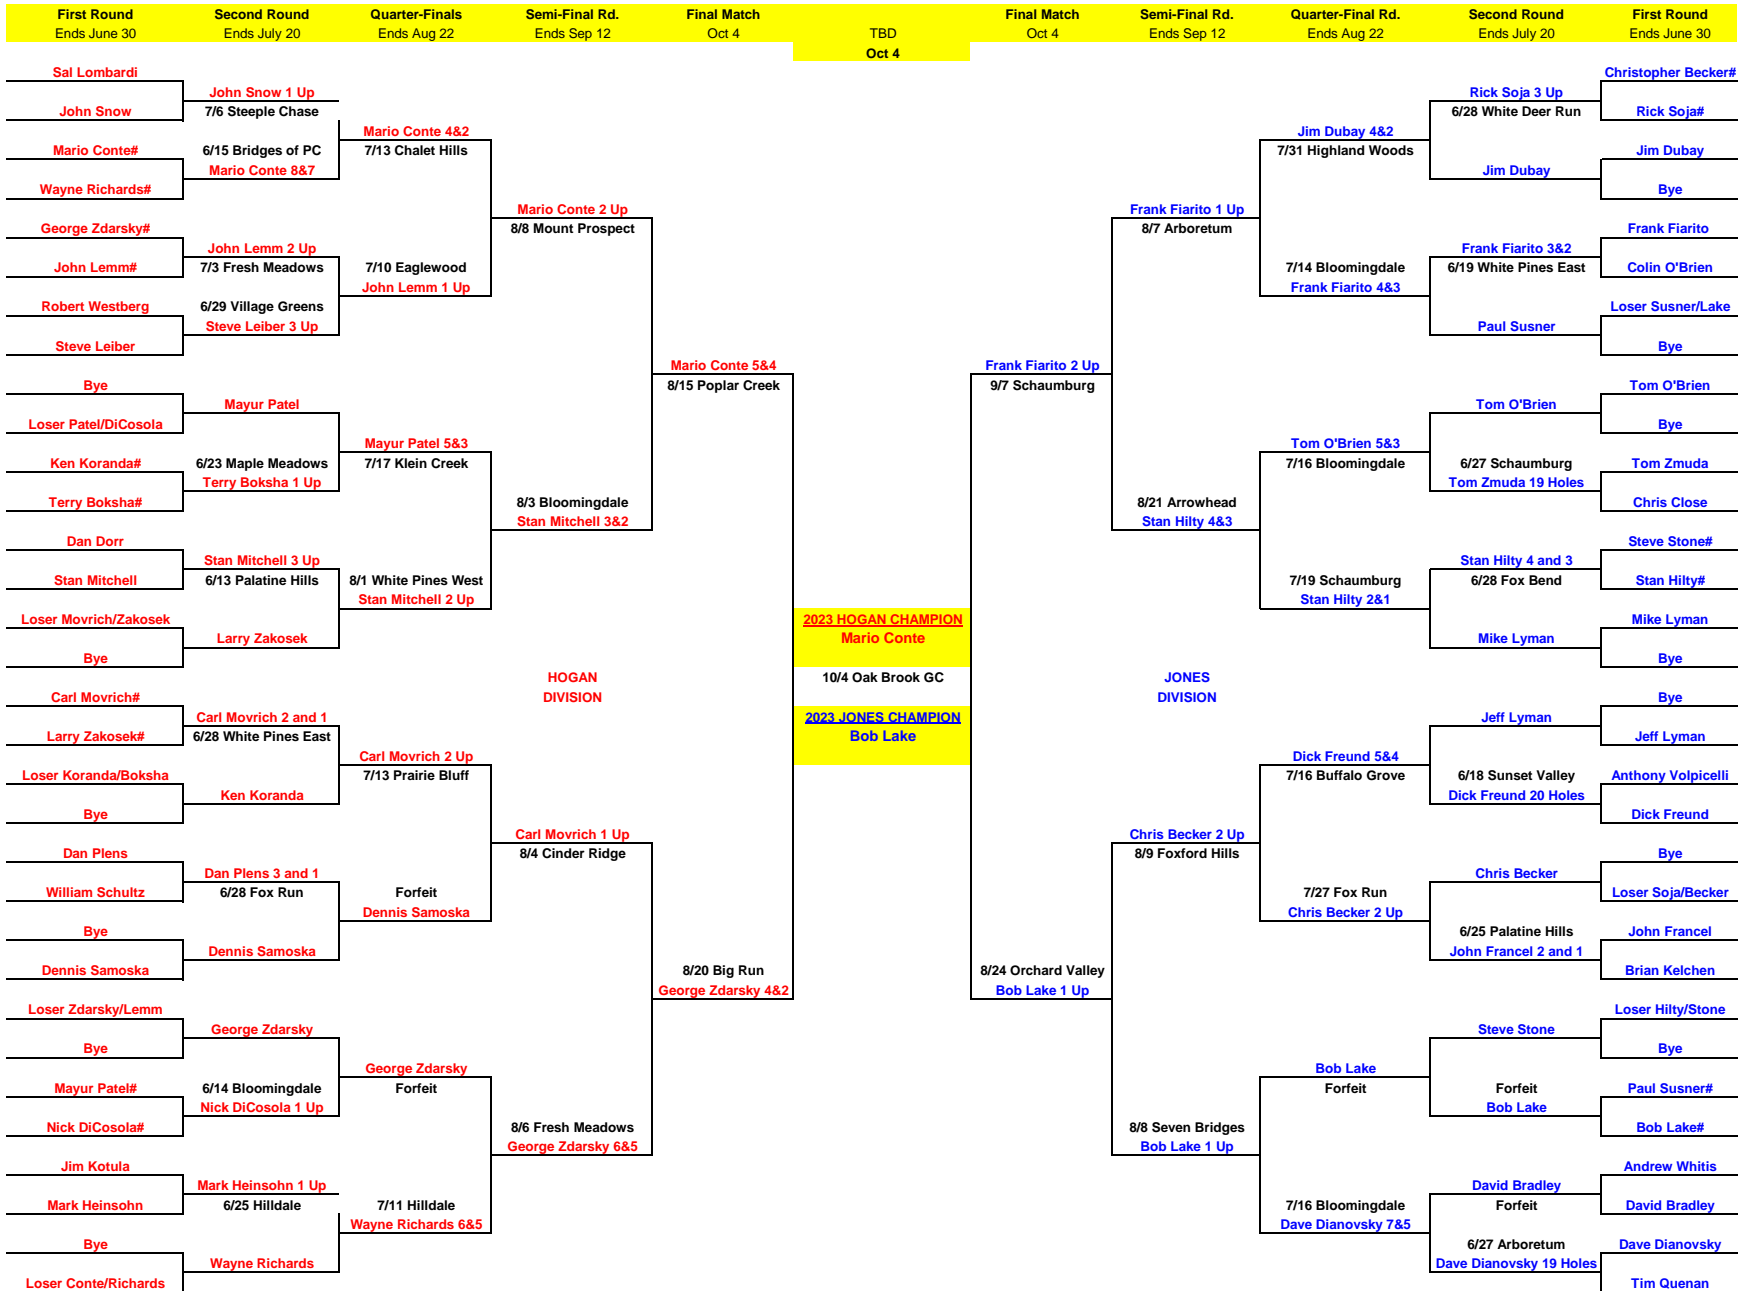 First Round Second Round Quarter-Finals Semi-Final Rd. Final Match Final Match Semi-Final Rd. Quarter-Final Rd. Second Round First Round
Ends June 30 Ends July 20 Ends Aug 22 Ends Sep 12 Oct 4 TBD Oct 4 Ends Sep 12 Ends Aug 22 Ends July 20 Ends June 30
Oct 4
Sal Lombardi Christopher Becker#
John Snow 1 Up Rick Soja 3 Up
John Snow 7/6 Steeple Chase 6/28 White Deer Run Rick Soja#
Mario Conte 4&2 Jim Dubay 4&2
Mario Conte# 6/15 Bridges of PC 7/13 Chalet Hills 7/31 Highland Woods Jim Dubay
Mario Conte 8&7 Jim Dubay
Wayne Richards# Bye
Mario Conte 2 Up Frank Fiarito 1 Up
George Zdarsky# 8/8 Mount Prospect 8/7 Arboretum Frank Fiarito
John Lemm 2 Up Frank Fiarito 3&2
John Lemm# 7/3 Fresh Meadows 7/10 Eaglewood 7/14 Bloomingdale 6/19 White Pines East Colin O'Brien
John Lemm 1 Up Frank Fiarito 4&3
Robert Westberg 6/29 Village Greens Loser Susner/Lake
Steve Leiber 3 Up Paul Susner
Steve Leiber Bye
Mario Conte 5&4 Frank Fiarito 2 Up
Bye 8/15 Poplar Creek 9/7 Schaumburg Tom O'Brien
Mayur Patel Tom O'Brien
Loser Patel/DiCosola Bye
Mayur Patel 5&3 Tom O'Brien 5&3
Ken Koranda# 6/23 Maple Meadows 7/17 Klein Creek 7/16 Bloomingdale 6/27 Schaumburg Tom Zmuda
Terry Boksha 1 Up Tom Zmuda 19 Holes
Terry Boksha# 8/3 Bloomingdale 8/21 Arrowhead Chris Close
Stan Mitchell 3&2 Stan Hilty 4&3
Dan Dorr Steve Stone#
Stan Mitchell 3 Up Stan Hilty 4 and 3
Stan Mitchell 6/13 Palatine Hills 8/1 White Pines West 7/19 Schaumburg 6/28 Fox Bend Stan Hilty#
Stan Mitchell 2 Up Stan Hilty 2&1
Loser Movrich/Zakosek 2023 HOGAN CHAMPION Mike Lyman
Larry Zakosek Mario Conte Mike Lyman
Bye Bye
HOGAN 10/4 Oak Brook GC JONES
Carl Movrich# DIVISION DIVISION Bye
Carl Movrich 2 and 1 2023 JONES CHAMPION Jeff Lyman
Larry Zakosek# 6/28 White Pines East Bob Lake Jeff Lyman
Carl Movrich 2 Up Dick Freund 5&4
Loser Koranda/Boksha 7/13 Prairie Bluff 7/16 Buffalo Grove 6/18 Sunset Valley Anthony Volpicelli
Ken Koranda Dick Freund 20 Holes
Bye Dick Freund
Carl Movrich 1 Up Chris Becker 2 Up
Dan Plens 8/4 Cinder Ridge 8/9 Foxford Hills Bye
Dan Plens 3 and 1 Chris Becker
William Schultz 6/28 Fox Run Forfeit 7/27 Fox Run Loser Soja/Becker
Dennis Samoska Chris Becker 2 Up
Bye 6/25 Palatine Hills John Francel
Dennis Samoska John Francel 2 and 1
Dennis Samoska 8/20 Big Run 8/24 Orchard Valley Brian Kelchen
George Zdarsky 4&2 Bob Lake 1 Up
Loser Zdarsky/Lemm Loser Hilty/Stone
George Zdarsky Steve Stone
Bye Bye
George Zdarsky Bob Lake
Mayur Patel# 6/14 Bloomingdale Forfeit Forfeit Forfeit Paul Susner#
Nick DiCosola 1 Up Bob Lake
Nick DiCosola# 8/6 Fresh Meadows 8/8 Seven Bridges Bob Lake#
George Zdarsky 6&5 Bob Lake 1 Up
Jim Kotula Andrew Whitis
Mark Heinsohn 1 Up David Bradley
Mark Heinsohn 6/25 Hilldale 7/11 Hilldale 7/16 Bloomingdale Forfeit David Bradley
Wayne Richards 6&5 Dave Dianovsky 7&5
Bye 6/27 Arboretum Dave Dianovsky
Wayne Richards Dave Dianovsky 19 Holes
Loser Conte/Richards Tim Quenan